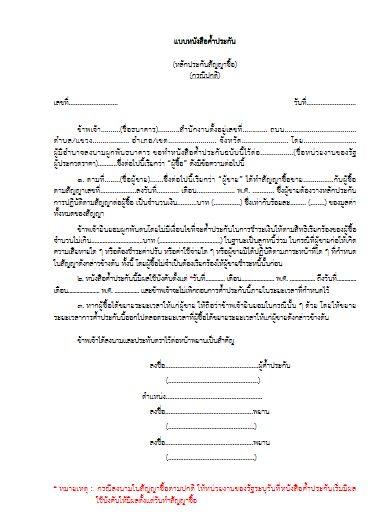 แบบหนังสือค้ำประกัน
(หลักประกันสัญญาซื้อ)
(กรณีปกติ)
เลขที่............................ วันที่............................
ข้าพเจ้า...........(ชื่อธนาคาร)............สำนักงานตั้งอยู่เลขที่.............. ถนน......................................
ตำบล/แขวง.................... อำเภอ/เขต........................... จังหวัด......................... โดย............................
ผู้มีอำนาจลงนามผูกพันธนาคาร ขอทำหนังสือค้ำประกันฉบับนี้ไว้ต่อ..................(ชื่อหน่วยงานของรัฐ
ผู้ประกวดราคา)...........ซึ่งต่อไปนี้เรียกว่า “ผู้ซื้อ” ดังมีข้อความต่อไปนี้
๑. ตามที่.......(ชื่อผู้ขาย).........ซึ่งต่อไปนี้เรียกว่า “ผู้ขาย” ได้ทำสัญญาซื้อขาย..................กับผู้ซื้อ
ตามสัญญาเลขที่....................ลงวันที่............ เดือน........................ พ.ศ. ............ ซึ่งผู้ขายต้องวางหลักประกัน
การปฏิบัติตามสัญญาต่อผู้ซื้อ เป็นจำนวนเงิน..........บาท (...............) ซึ่งเท่ากับร้อยละ......... (.......) ของมูลค่า
ทั้งหมดของสัญญา
ข้าพเจ้ายินยอมผูกพันตนโดยไม่มีเงื่อนไขที่จะค้ำประกันในการชำระเงินให้ตามสิทธิเรียกร้องของผู้ซื้อ
จำนวนไม่เกิน.............................บาท (.................................) ในฐานะเป็นลูกหนี้ร่วม ในกรณีที่ผู้ขายก่อให้เกิด
ความเสียหายใด ๆ หรือต้องชำระค่าปรับ หรือค่าใช้จ่ายใด ๆ หรือผู้ขายมิได้ปฏิบัติตามภาระหน้าที่ใด ๆ ที่กำหนด
ในสัญญาดังกล่าวข้างต้น ทั้งนี้ โดยผู้ซื้อไม่จำเป็นต้องเรียกร้องให้ผู้ขายชำระหนี้นั้นก่อน
๒. หนังสือค้ำประกันนี้มีผลใช้บังคับตั้งแต่ *วันที่............ เดือน.................... พ.ศ. ............... ถึงวันที่...........
เดือน.................. พ.ศ. ............... และข้าพเจ้าจะไม่เพิกถอนการค้ำประกันนี้ภายในระยะเวลาที่กำหนดไว้
๓. หากผู้ซื้อได้ขยายระยะเวลาให้แก่ผู้ขาย ให้ถือว่าข้าพเจ้ายินยอมในกรณีนั้น ๆ ด้วย โดยให้ขยาย
ระยะเวลาการค้ำประกันนี้ออกไปตลอดระยะเวลาที่ผู้ซื้อได้ขยายระยะเวลาให้แก่ผู้ขายดังกล่าวข้างต้น
ข้าพเจ้าได้ลงนามและประทับตราไว้ต่อหน้าพยานเป็นสำคัญ
ลงชื่อ..................................................ผู้ค้ำประกัน
(.................................................)
ตำแหน่ง..................................................
ลงชื่อ..................................................พยาน
(.................................................)
ลงชื่อ..................................................พยาน
(.................................................)
* หมายเหตุ : กรณีลงนามในสัญญาซื้อตามปกติ ให้หน่วยงานของรัฐระบุวันที่หนังสือค้ำประกันเริ่มมีผล
ใช้บังคับให้มีผลตั้งแต่วันทำสัญญาซื้อ